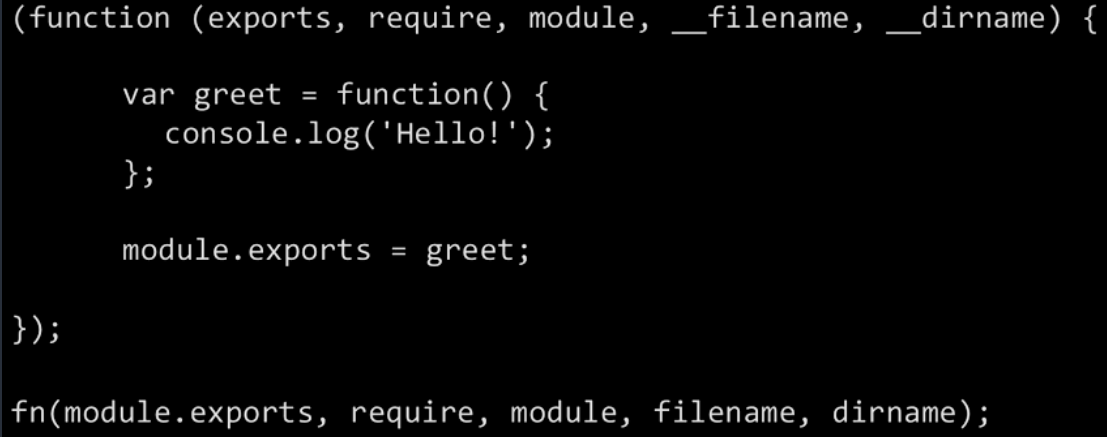 (function (exports, require, module, __filename, __dirname) {
var greet = function() {
console.log('Hello!');
};
module.exports = greet;
});
fn(module.exports, require, module, filename, dirname);